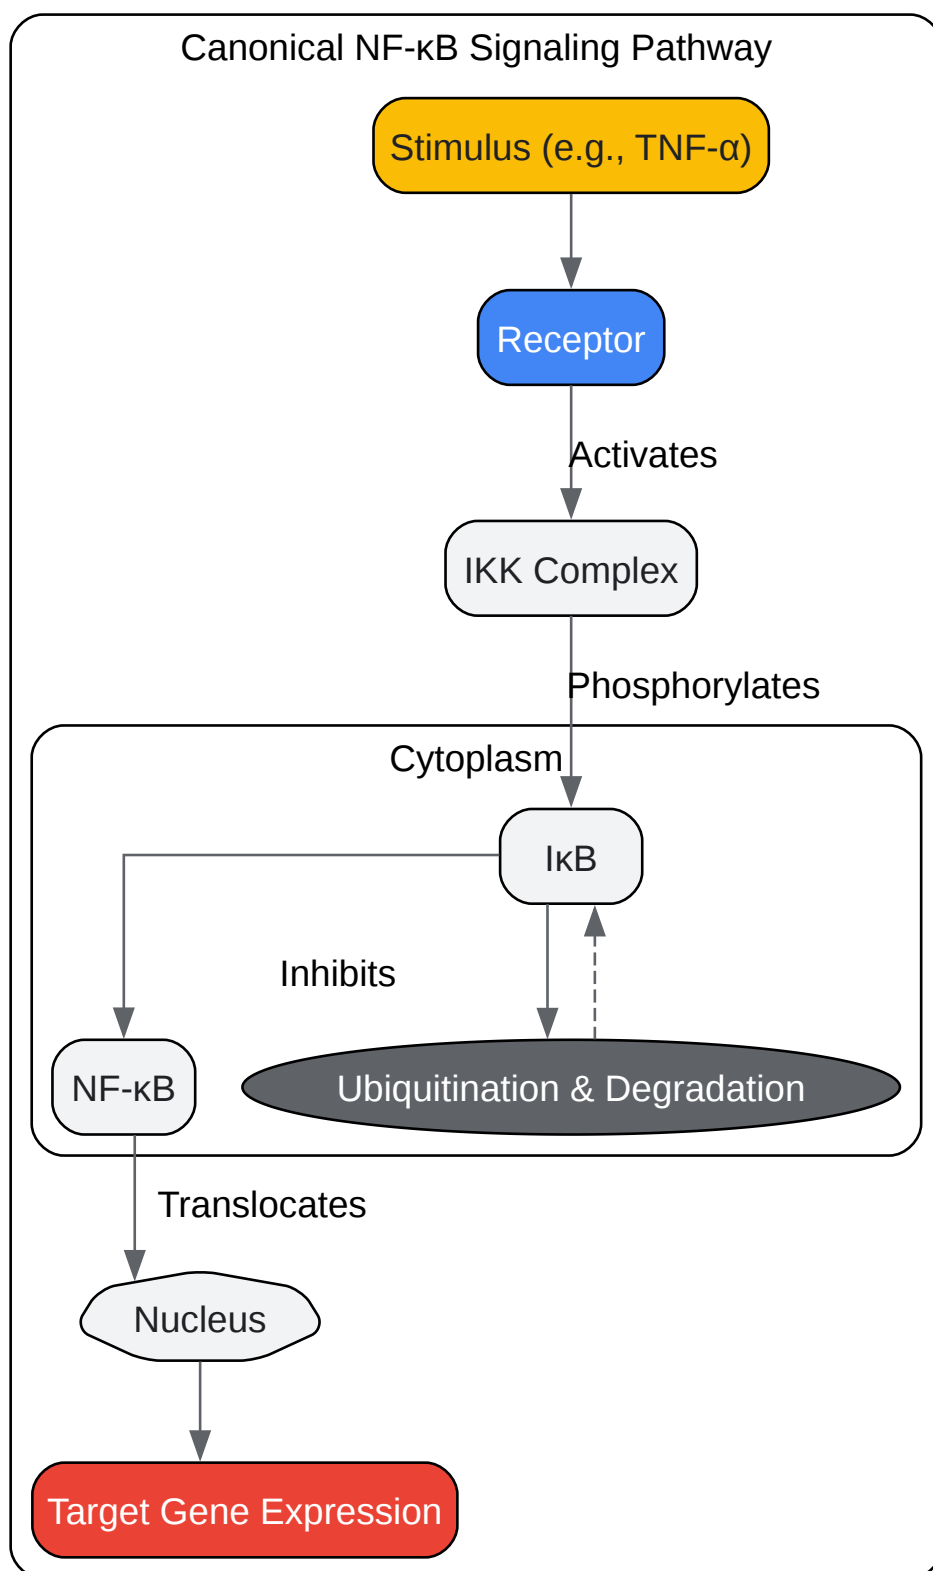 Canonical NF-κB Signaling Pathway
Stimulus (e.g., TNF-α)
Receptor
Activates
IKK Complex
Phosphorylates
Cytoplasm
IκB
Inhibits
NF-κB
Ubiquitination & Degradation
Translocates
Nucleus
Target Gene Expression